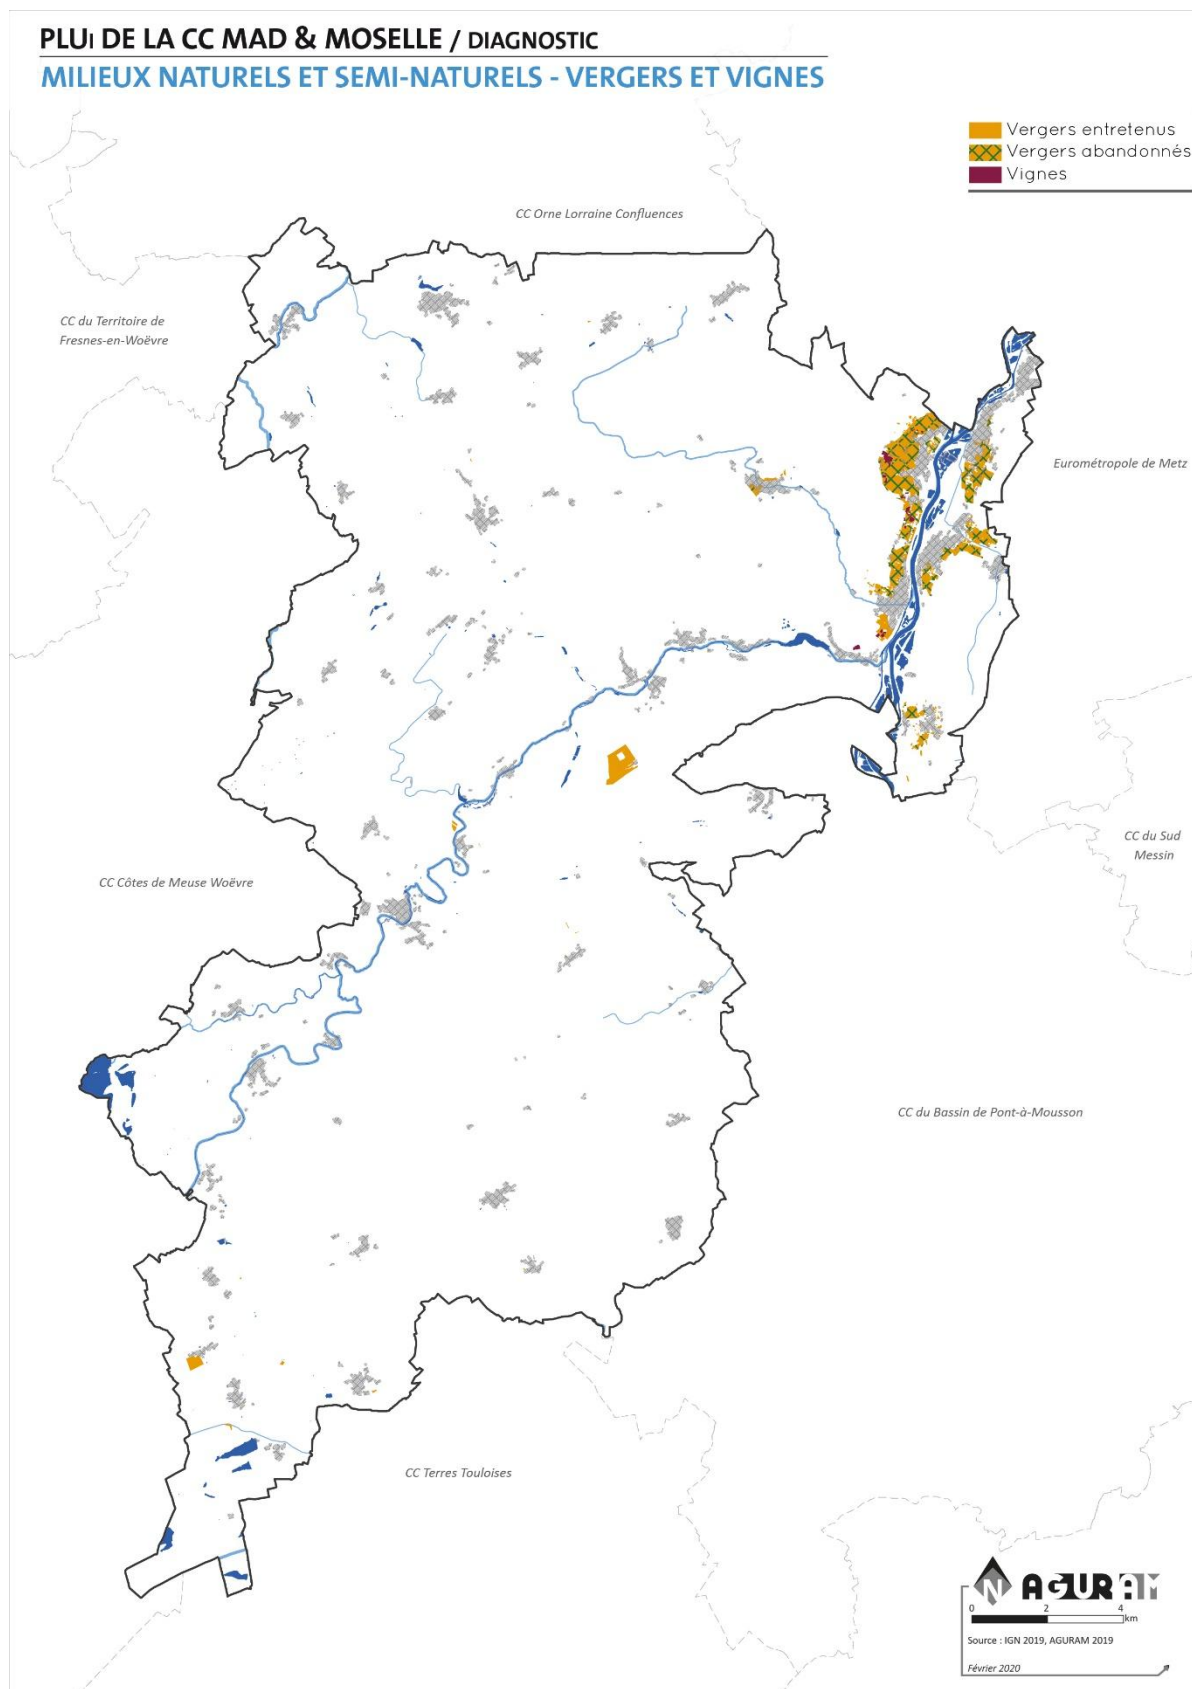 PLUi DE LA CC MAD & MOSELLE / DIAGNOSTIC
MILIEUX NATURELS ET SEMI-NATURELS - VERGERS ET VIGNES
Vergers entretenus
Vergers abandonnés
Vignes
CC Orne Lorraine Confluences
CC du Territoire de
Fresnes-en-Woëvre
Eurométropole de Metz
CC du Sud
Messin
CC Côtes de Meuse Woëvre
CC du Bassin de Pont-à-Mousson
CC Terres Touloises
N AGURAM
0 2 4
km
Source : IGN 2019, AGURAM 2019
Février 2020